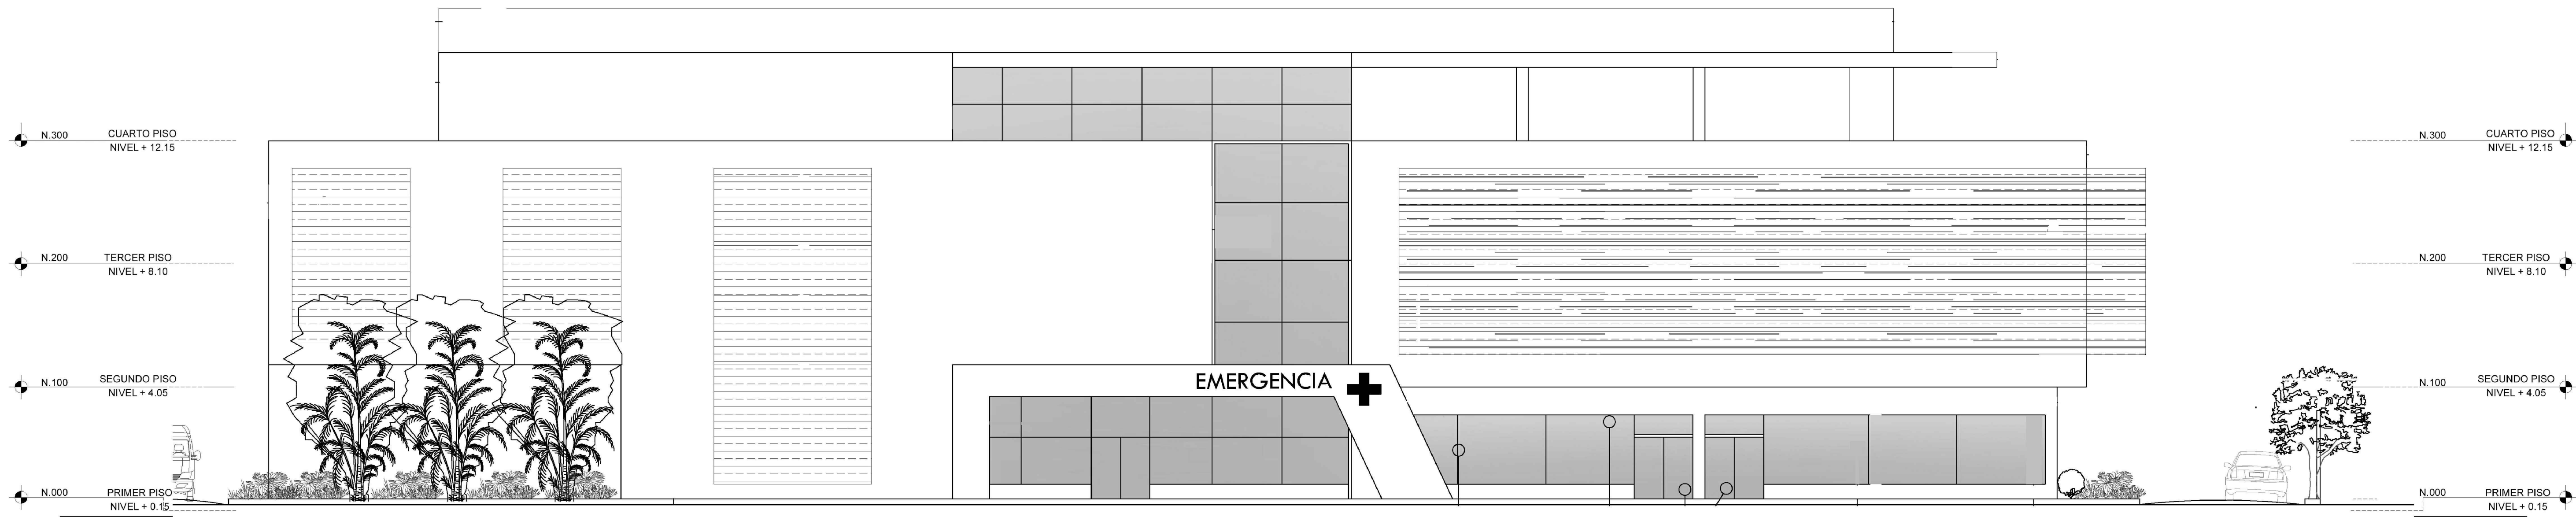 N.300 CUARTO PISO
NIVEL + 12.15
N.300 CUARTO PISO
NIVEL + 12.15
N.200 TERCER PISO
NIVEL + 8.10
N.200 TERCER PISO
NIVEL + 8.10
EMERGENCIA
N.100 SEGUNDO PISO
NIVEL + 4.05
N.100 SEGUNDO PISO
NIVEL + 4.05
N.000 PRIMER PISO
NIVEL + 0.15
N.000 PRIMER PISO
NIVEL + 0.15